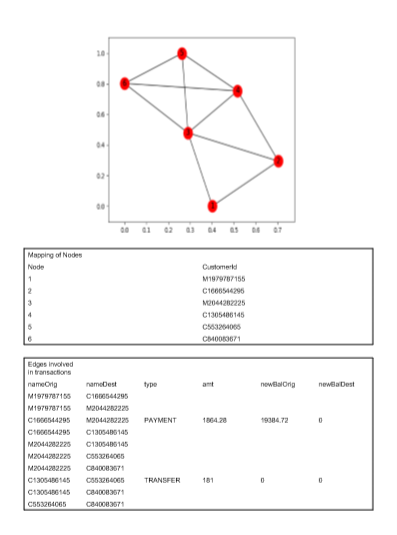 1.0
0.8
0.6
0.4
0.2
0.0
0.0 0.1 0.2 0.3 0.4 0.5 0.6 0.7
Mapping of Nodes
Node CustomerId
1 M1979787155
2 C1666544295
3 M2044282225
4 C1305486145
5 C553264065
6 C840083671
Edges involved
in transactions
nameOrig nameDest type amt newBalOrig newBalDest
M1979787155 C1666544295
M1979787155 M2044282225
C1666544295 M2044282225 PAYMENT 1864.28 19384.72 0
C1666544295 C1305486145
M2044282225 C1305486145
M2044282225 C553264065
M2044282225 C840083671
C1305486145 C553264065 TRANSFER 181 0 0
C1305486145 C840083671
C553264065 C840083671